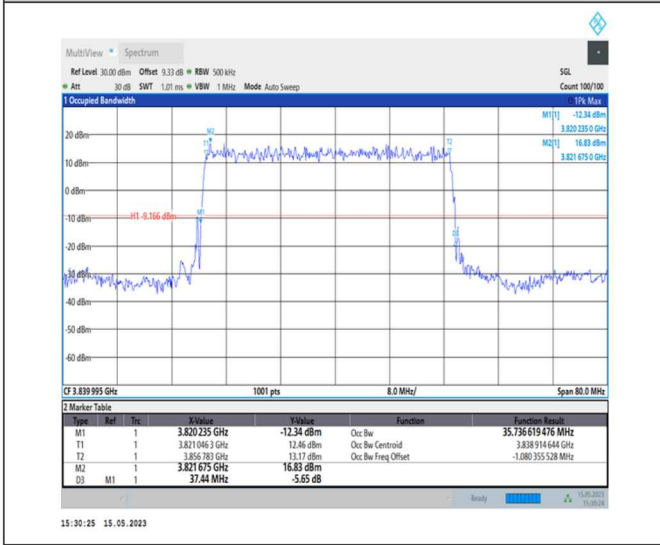 MultiView Spectrum
Ref Level 30.00 dBm Offset 9.33 dB RBW 500 kHz SGL
Att 30 dB SWT 1.01 ms VBW 1 MHz Mode Auto Sweep Count 100/100
1 Occupied Bandwidth 1Pk Max
M1[1] -12.34 dBm
3.820 235 0 GHz
M2[1] 16.83 dBm
3.821 675 0 GHz
20 dBm
M2
T1
T2
10 dBm
0 dBm
M1
-10 dBm
H1 -9.166 dBm
D3
-20 dBm
-30 dBm
-40 dBm
-50 dBm
-60 dBm
CF 3.839 995 GHz 1001 pts 8.0 MHz/ Span 80.0 MHz
2 Marker Table
Type Ref Trc X-Value Y-Value Function Function Result
M1 1 3.820 235 GHz -12.34 dBm Occ Bw 35.736 619 476 MHz
T1 1 3.821 046 3 GHz 12.46 dBm Occ Bw Centroid 3.838 914 644 GHz
T2 1 3.856 783 GHz 13.17 dBm Occ Bw Freq Offset -1.080 355 528 MHz
M2 1 3.821 675 GHz 16.83 dBm
D3 M1 1 37.44 MHz -5.65 dB
Ready 15.05.2023
15:30:24
15:30:25 15.05.2023